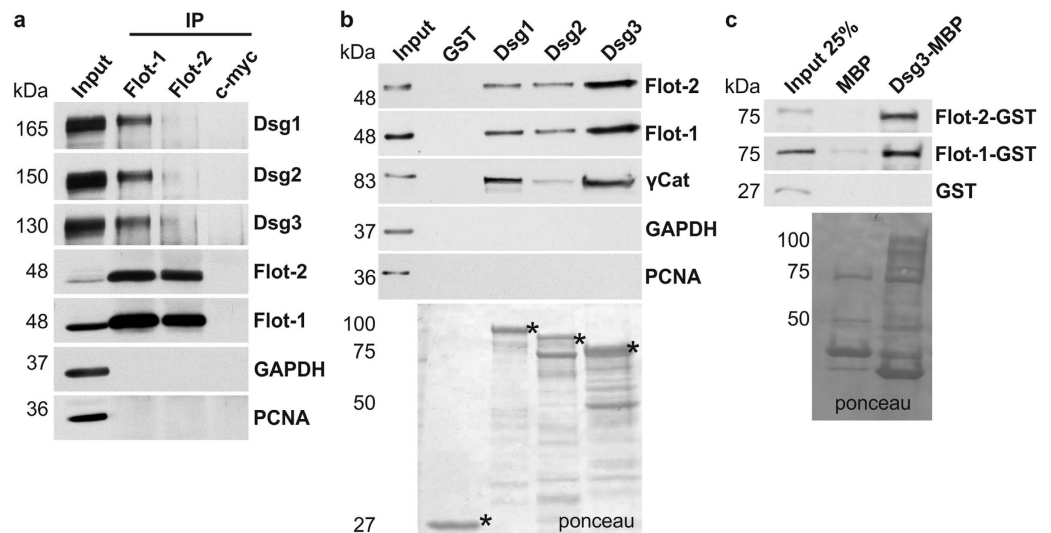 a
IP
kDa
Input
Flot-1
Flot-2
c-myc
165
Dsg1
150
Dsg2
130
Dsg3
48
Flot-2
48
Flot-1
37
GAPDH
36
PCNA
b
kDa
Input
GST
Dsg1
Dsg2
Dsg3
48
Flot-2
48
Flot-1
83
γCat
37
GAPDH
36
PCNA
100
*
*
75
*
50
27
*
ponceau
c
kDa
Input 25%
MBP
Dsg3-MBP
75
Flot-2-GST
75
Flot-1-GST
27
GST
100
75
50
ponceau